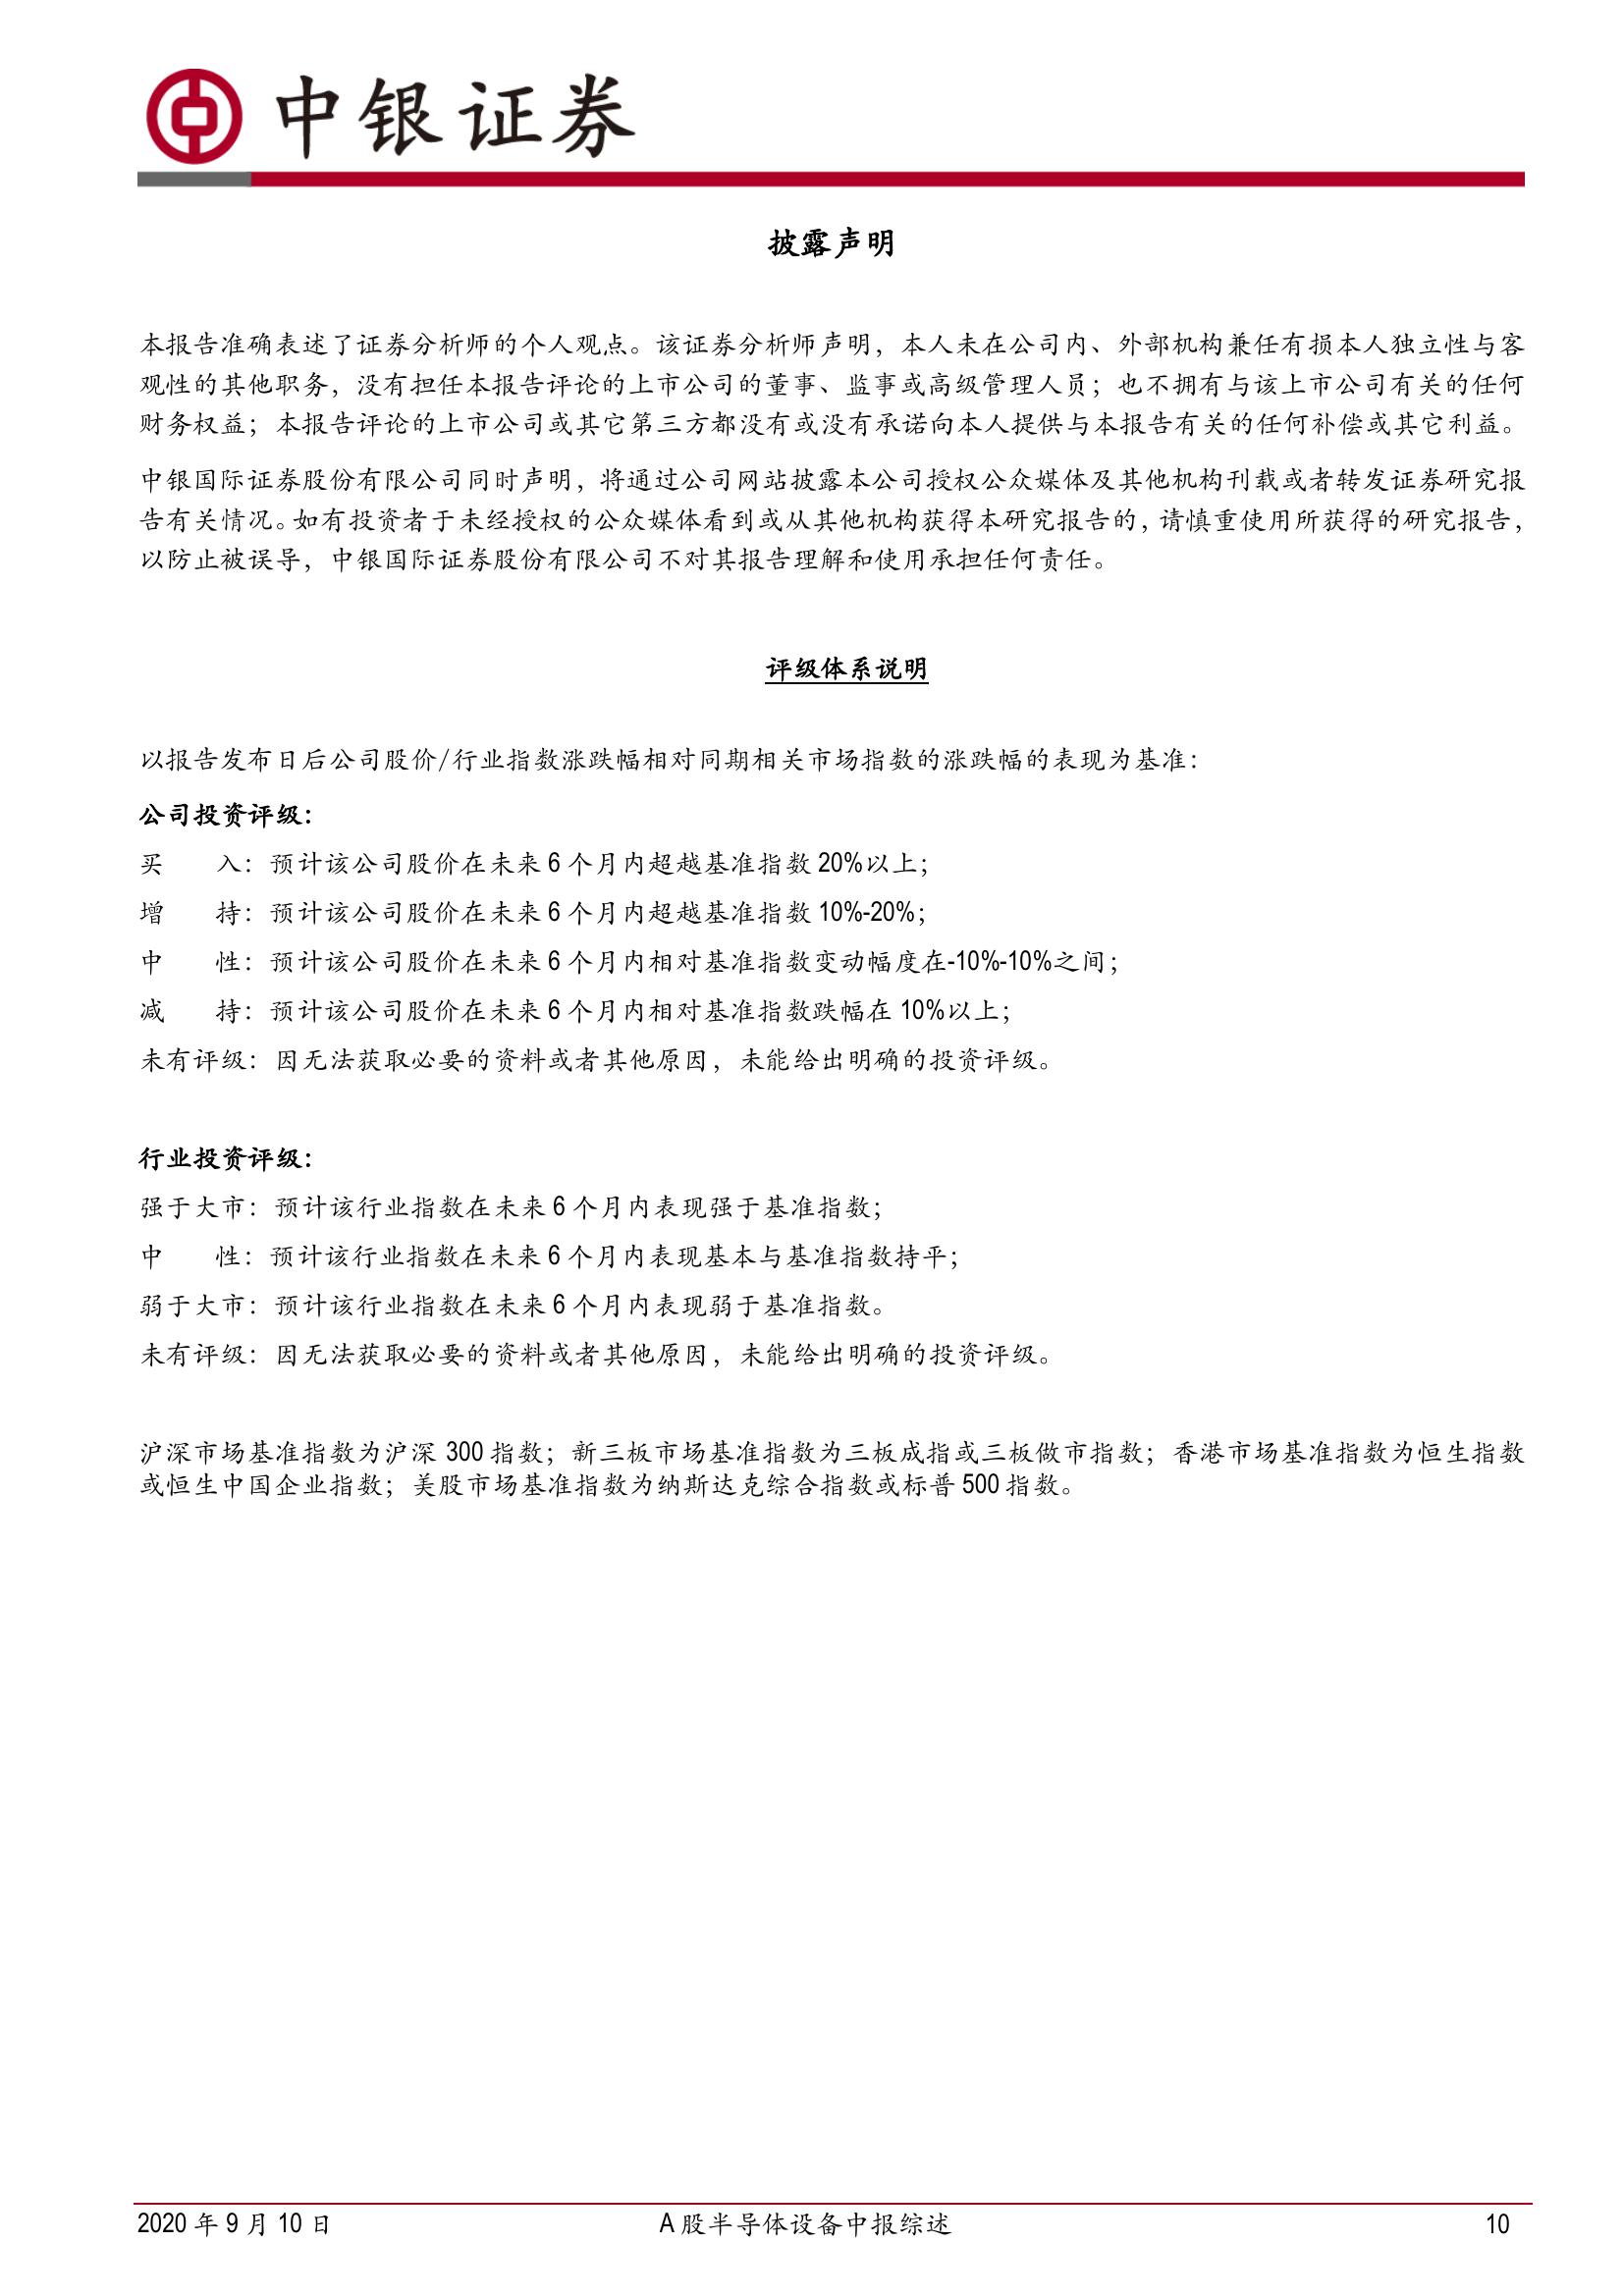 中银证券
披露声明
本报告准确表述了证券分析师的个人观点。该证券分析师声明，本人未在公司内、外部机构兼任有损本人独立性与客
观性的其他职务，没有担任本报告评论的上市公司的董事、监事或高级管理人员；也不拥有与该上市公司有关的任何
财务权益；本报告评论的上市公司或其它第三方都没有或没有承诺向本人提供与本报告有关的任何补偿或其它利益。
中银国际证券股份有限公司同时声明，将通过公司网站披露本公司授权公众媒体及其他机构刊载或者转发证券研究报
告有关情况。如有投资者于未经授权的公众媒体看到或从其他机构获得本研究报告的，请慎重使用所获得的研究报告，
以防止被误导，中银国际证券股份有限公司不对其报告理解和使用承担任何责任。
评级体系说明
以报告发布日后公司股价/行业指数涨跌幅相对同期相关市场指数的涨跌幅的表现为基准：
公司投资评级：
买　　入：预计该公司股价在未来 6 个月内超越基准指数 20%以上；
增　　持：预计该公司股价在未来 6 个月内超越基准指数 10%-20%；
中　　性：预计该公司股价在未来 6 个月内相对基准指数变动幅度在-10%-10%之间；
减　　持：预计该公司股价在未来 6 个月内相对基准指数跌幅在 10%以上；
未有评级：因无法获取必要的资料或者其他原因，未能给出明确的投资评级。
行业投资评级：
强于大市：预计该行业指数在未来 6 个月内表现强于基准指数；
中　　性：预计该行业指数在未来 6 个月内表现基本与基准指数持平；
弱于大市：预计该行业指数在未来 6 个月内表现弱于基准指数。
未有评级：因无法获取必要的资料或者其他原因，未能给出明确的投资评级。
沪深市场基准指数为沪深 300 指数；新三板市场基准指数为三板成指或三板做市指数；香港市场基准指数为恒生指数
或恒生中国企业指数；美股市场基准指数为纳斯达克综合指数或标普 500 指数。
2020 年 9 月 10 日　A 股半导体设备中报综述　10